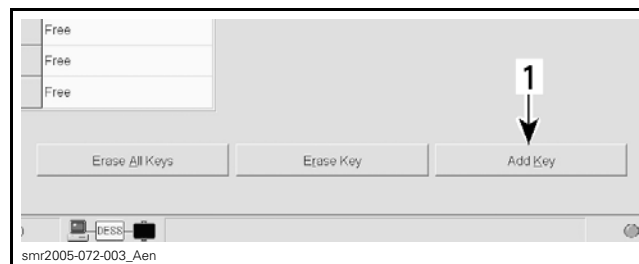 Free
Free
Free
1
Erase All Keys Erase Key Add Key
DESS
smr2005-072-003_Aen